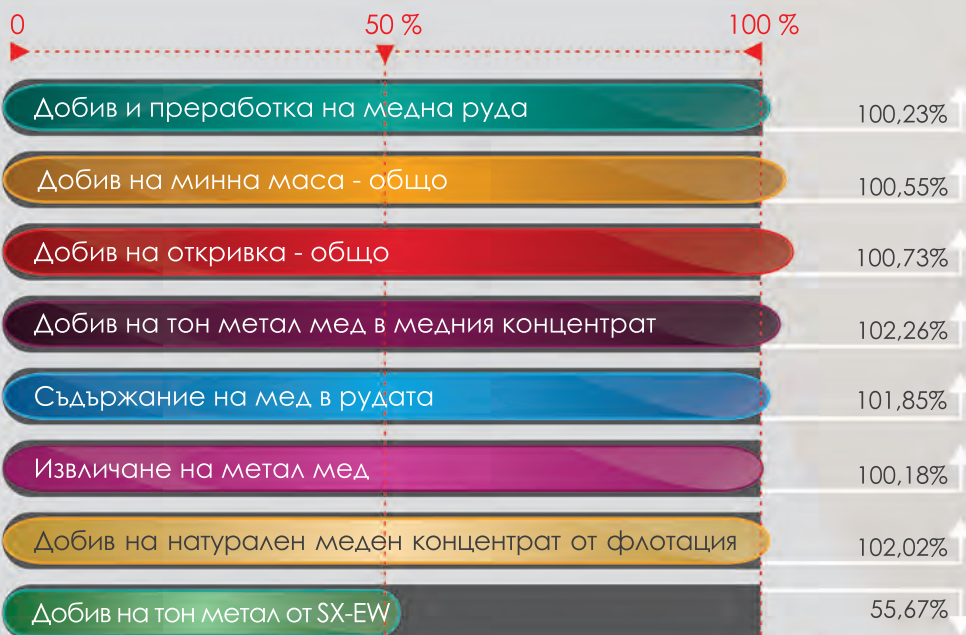 0 50 % 100 %
Добив и преработка на медна руда 100,23%
Добив на минна маса - общо 100,55%
Добив на откривка - общо 100,73%
Добив на тон метал мед в медния концентрат 102,26%
Съдържание на мед в рудата 101,85%
Извличане на метал мед 100,18%
Добив на натурален меден концентрат от флотация 102,02%
Добив на тон метал от SX-EW 55,67%